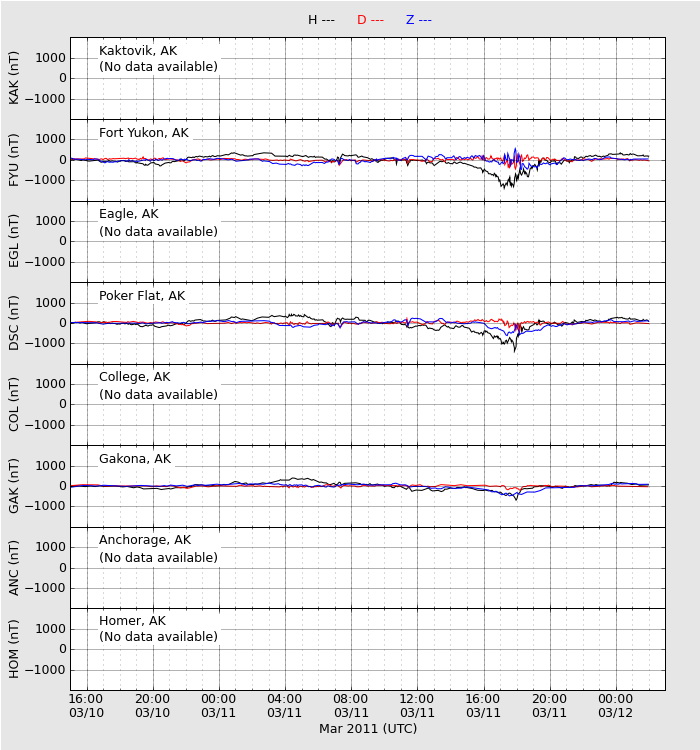 H --- D --- Z ---
KAK (nT)
1000
0
−1000
Kaktovik, AK
(No data available)
FYU (nT)
1000
0
−1000
Fort Yukon, AK
EGL (nT)
1000
0
−1000
Eagle, AK
(No data available)
DSC (nT)
1000
0
−1000
Poker Flat, AK
COL (nT)
1000
0
−1000
College, AK
(No data available)
GAK (nT)
1000
0
−1000
Gakona, AK
ANC (nT)
1000
0
−1000
Anchorage, AK
(No data available)
HOM (nT)
1000
0
−1000
Homer, AK
(No data available)
16:00 20:00 00:00 04:00 08:00 12:00 16:00 20:00 00:00
03/10 03/10 03/11 03/11 03/11 03/11 03/11 03/11 03/12
Mar 2011 (UTC)